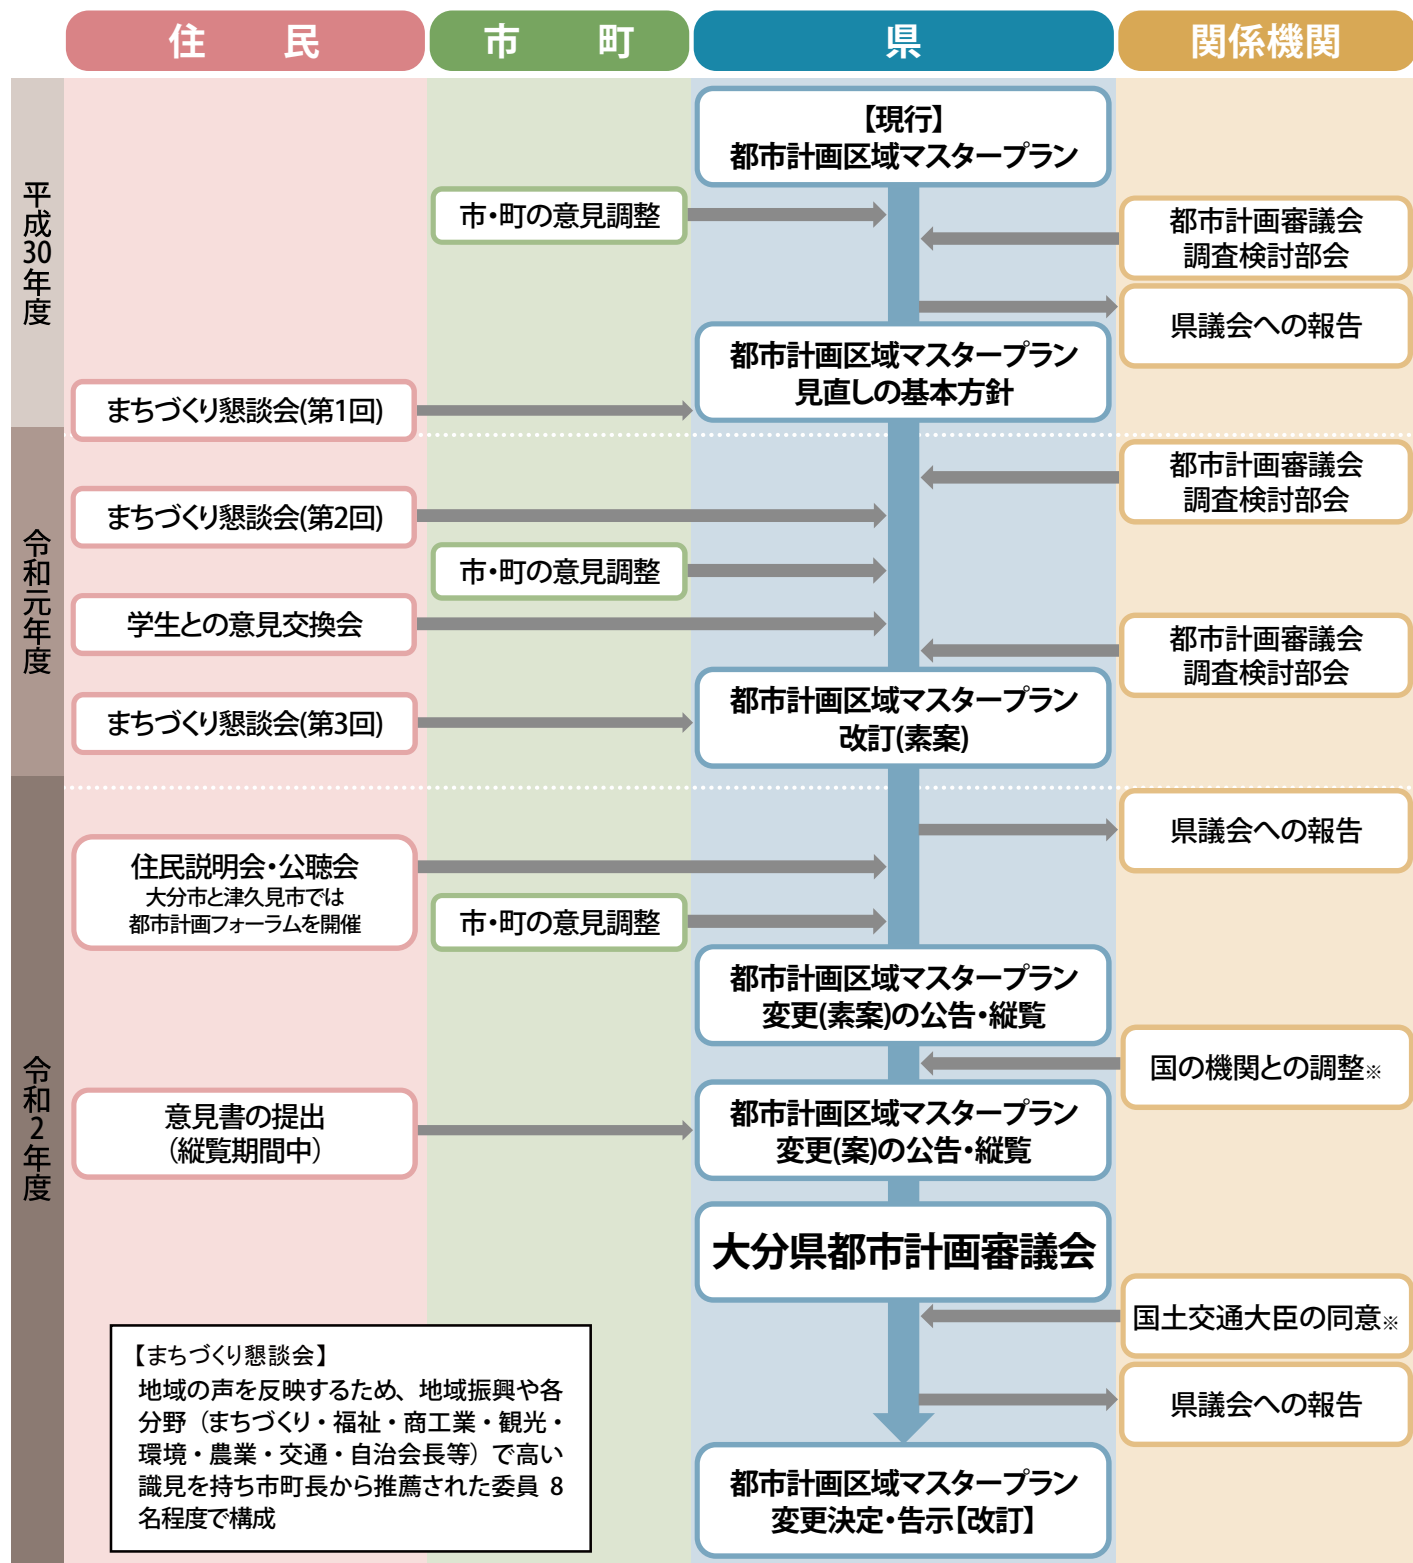 住　民
市　町
県
関係機関
平成30年度
【現行】
都市計画区域マスタープラン
市・町の意見調整
都市計画審議会
調査検討部会
県議会への報告
都市計画区域マスタープラン
見直しの基本方針
まちづくり懇談会(第1回)
令和元年度
都市計画審議会
調査検討部会
まちづくり懇談会(第2回)
市・町の意見調整
学生との意見交換会
都市計画審議会
調査検討部会
都市計画区域マスタープラン
改訂(素案)
まちづくり懇談会(第3回)
令和2年度
県議会への報告
住民説明会・公聴会
大分市と津久見市では
都市計画フォーラムを開催
市・町の意見調整
都市計画区域マスタープラン
変更(素案)の公告・縦覧
国の機関との調整※
意見書の提出
（縦覧期間中）
都市計画区域マスタープラン
変更(案)の公告・縦覧
大分県都市計画審議会
国土交通大臣の同意※
県議会への報告
都市計画区域マスタープラン
変更決定・告示【改訂】
【まちづくり懇談会】
地域の声を反映するため、地域振興や各
分野（まちづくり・福祉・商工業・観光・
環境・農業・交通・自治会長等）で高い
識見を持ち市町長から推薦された委員 8
名程度で構成